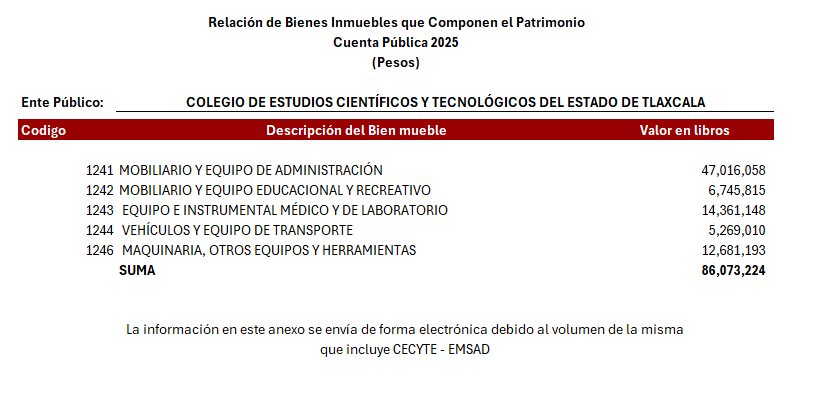 Relación de Bienes Inmuebles que Componen el Patrimonio
Cuenta Pública 2025
(Pesos)
Ente Público: COLEGIO DE ESTUDIOS CIENTÍFICOS Y TECNOLÓGICOS DEL ESTADO DE TLAXCALA
Codigo Descripción del Bien mueble Valor en libros
1241 MOBILIARIO Y EQUIPO DE ADMINISTRACIÓN 47,016,058
1242 MOBILIARIO Y EQUIPO EDUCACIONAL Y RECREATIVO 6,745,815
1243 EQUIPO E INSTRUMENTAL MÉDICO Y DE LABORATORIO 14,361,148
1244 VEHÍCULOS Y EQUIPO DE TRANSPORTE 5,269,010
1246 MAQUINARIA, OTROS EQUIPOS Y HERRAMIENTAS 12,681,193
SUMA 86,073,224
La información en este anexo se envía de forma electrónica debido al volumen de la misma
que incluye CECYTE - EMSAD